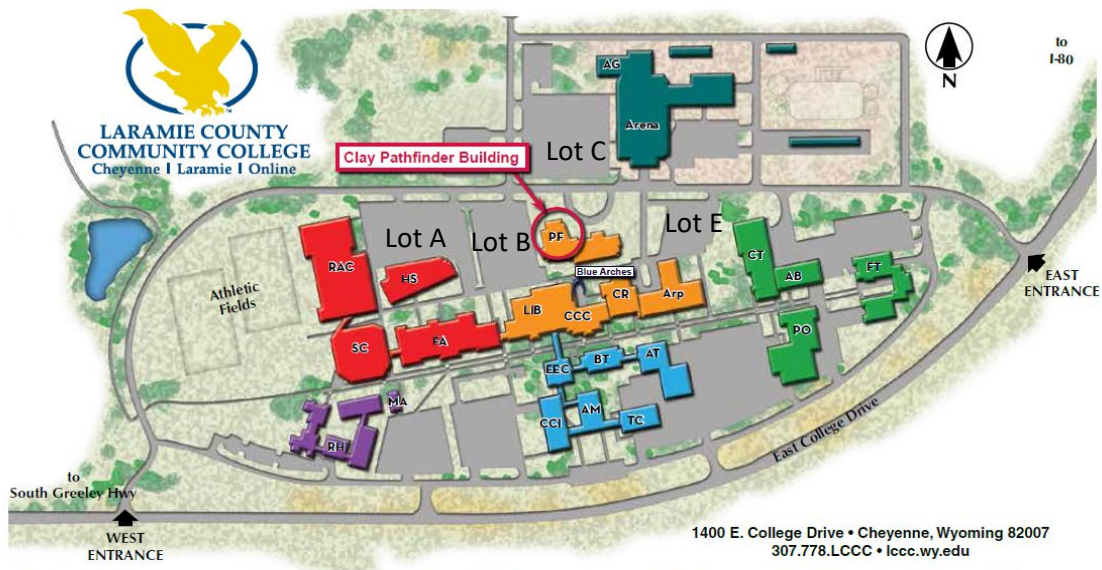 LARAMIE COUNTY
COMMUNITY COLLEGE
Cheyenne | Laramie | Online
N
to
I-80
AG
Arena
Lot C
Clay Pathfinder Building
Lot A
Lot B
PF
Lot E
RAC
HS
CT
AB
FT
EAST
ENTRANCE
Blue Arches
Athletic
Fields
LIB
CCC
CR
Arp
SC
FA
PO
EEC
BT
AT
MA
CCI
AM
TC
RH
East College Drive
to
South Greeley Hwy
WEST
ENTRANCE
1400 E. College Drive • Cheyenne, Wyoming 82007
307.778.LCCC • lccc.wy.edu